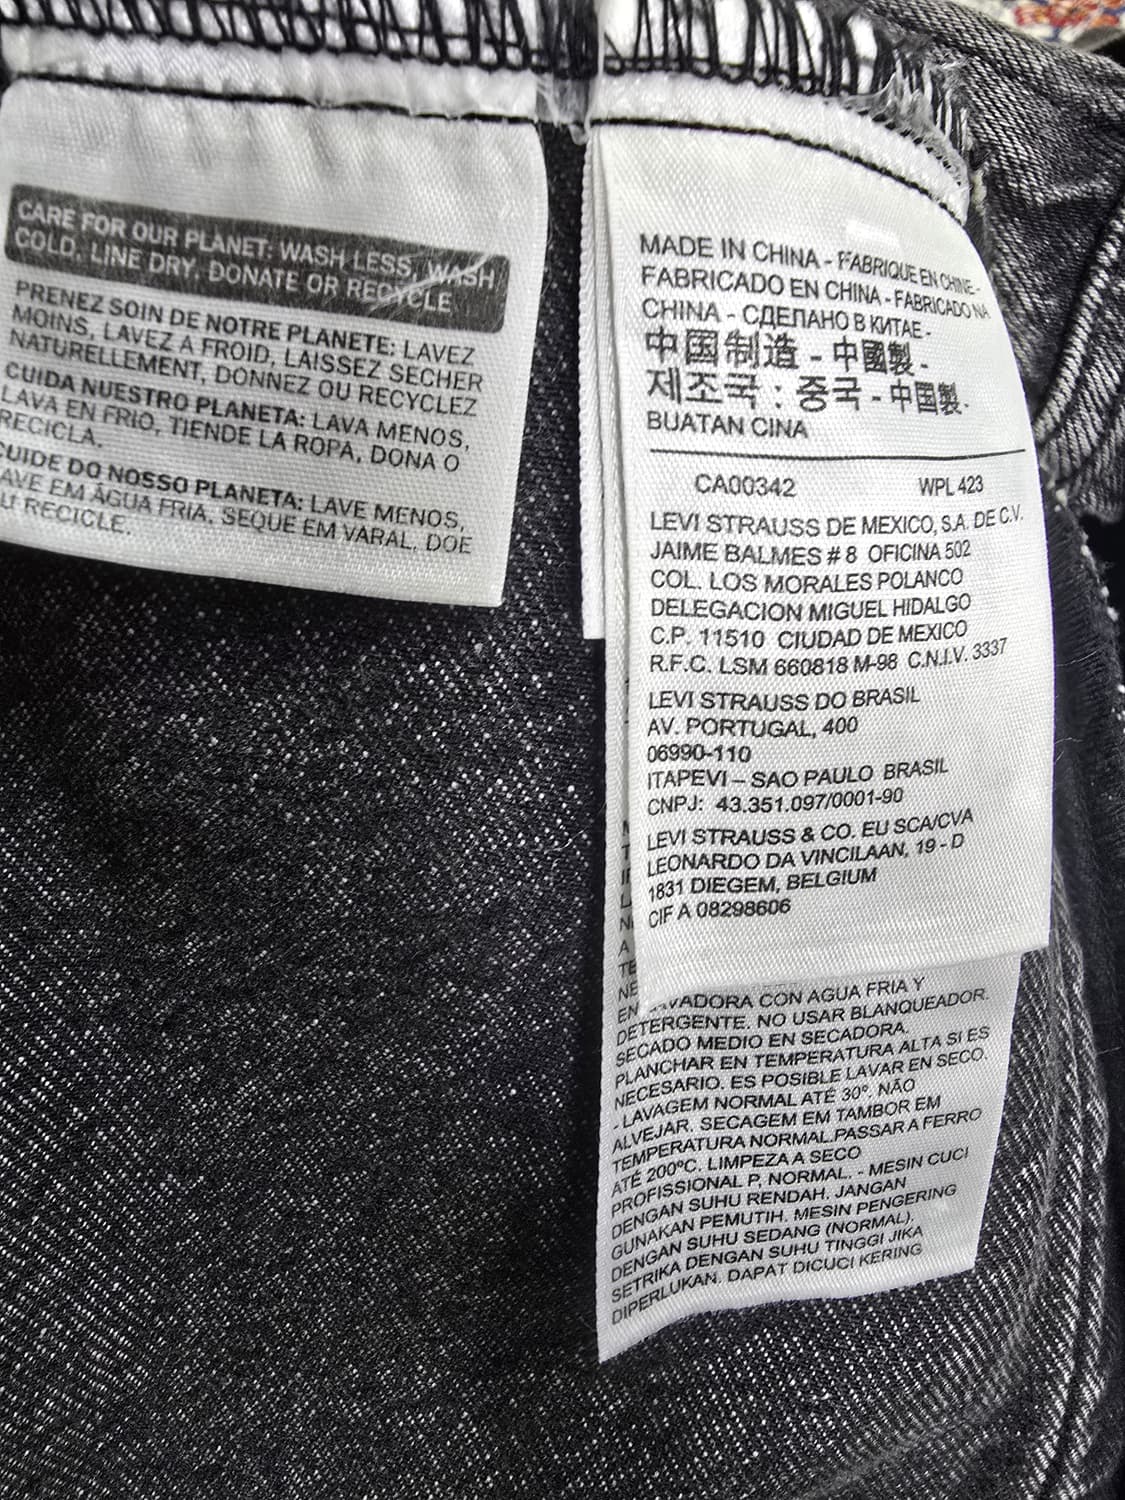 CARE FOR OUR PLANET: WASH LESS, WASH
COLD, LINE DRY, DONATE OR RECYCLE
PRENEZ SOIN DE NOTRE PLANETE: LAVEZ
MOINS, LAVEZ A FROID, LAISSEZ SECHER
NATURELLEMENT, DONNEZ OU RECYCLEZ
CUIDA NUESTRO PLANETA: LAVA MENOS,
LAVA EN FRIO, TIENDE LA ROPA, DONA O
RECICLA.
CUIDE DO NOSSO PLANETA: LAVE MENOS,
AVE EM ÁGUA FRIA, SEQUE EM VARAL, DOE
U RECICLE.
MADE IN CHINA - FABRIQUE EN CHINE -
FABRICADO EN CHINA - FABRICADO NA
CHINA - СДЕЛАНО В КИТАЕ -
中国制造 - 中國製 -
제조국 : 중국 - 中国製 -
BUATAN CINA
CA00342 WPL 423
LEVI STRAUSS DE MEXICO, S.A. DE C.V.
JAIME BALMES # 8 OFICINA 502
COL. LOS MORALES POLANCO
DELEGACION MIGUEL HIDALGO
C.P. 11510 CIUDAD DE MEXICO
R.F.C. LSM 660818 M-98 C.N.I.V. 3337
LEVI STRAUSS DO BRASIL
AV. PORTUGAL, 400
06990-110
ITAPEVI – SAO PAULO BRASIL
CNPJ: 43.351.097/0001-90
LEVI STRAUSS & CO. EU SCA/CVA
LEONARDO DA VINCILAAN, 19 - D
1831 DIEGEM, BELGIUM
CIF A 08298606
A
TE
NE
EN LAVADORA CON AGUA FRIA Y
DETERGENTE. NO USAR BLANQUEADOR.
SECADO MEDIO EN SECADORA.
PLANCHAR EN TEMPERATURA ALTA SI ES
NECESARIO. ES POSIBLE LAVAR EN SECO.
- LAVAGEM NORMAL ATÉ 30°. NÃO
ALVEJAR. SECAGEM EM TAMBOR EM
TEMPERATURA NORMAL.PASSAR A FERRO
ATÉ 200°C. LIMPEZA A SECO
PROFISSIONAL P, NORMAL. - MESIN CUCI
DENGAN SUHU RENDAH. JANGAN
GUNAKAN PEMUTIH. MESIN PENGERING
DENGAN SUHU SEDANG (NORMAL).
SETRIKA DENGAN SUHU TINGGI JIKA
DIPERLUKAN. DAPAT DICUCI KERING